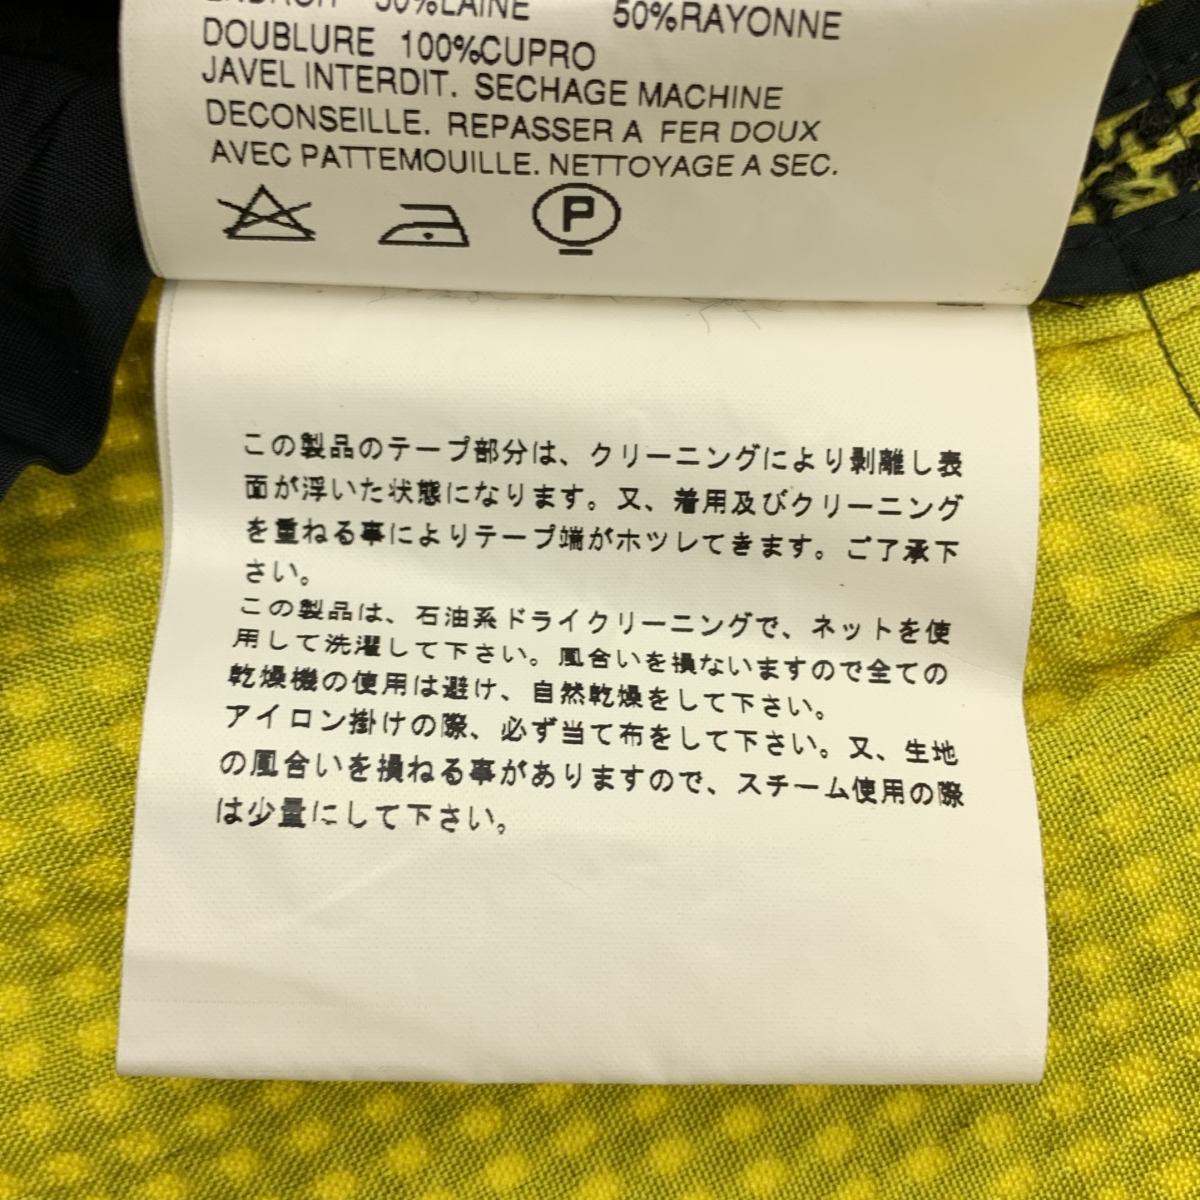 ENDROIT 50%LAINE 50%RAYONNE
DOUBLURE 100%CUPRO
JAVEL INTERDIT. SECHAGE MACHINE
DECONSEILLE. REPASSER A FER DOUX
AVEC PATTEMOUILLE. NETTOYAGE A SEC.
P
この製品のテープ部分は、クリーニングにより剥離し表
面が浮いた状態になります。又、着用及びクリーニング
を重ねる事によりテープ端がホツレてきます。ご了承下
さい。
この製品は、石油系ドライクリーニングで、ネットを使
用して洗濯して下さい。風合いを損ないますので全ての
乾燥機の使用は避け、自然乾燥をして下さい。
アイロン掛けの際、必ず当て布をして下さい。又、生地
の風合いを損ねる事がありますので、スチーム使用の際
は少量にして下さい。